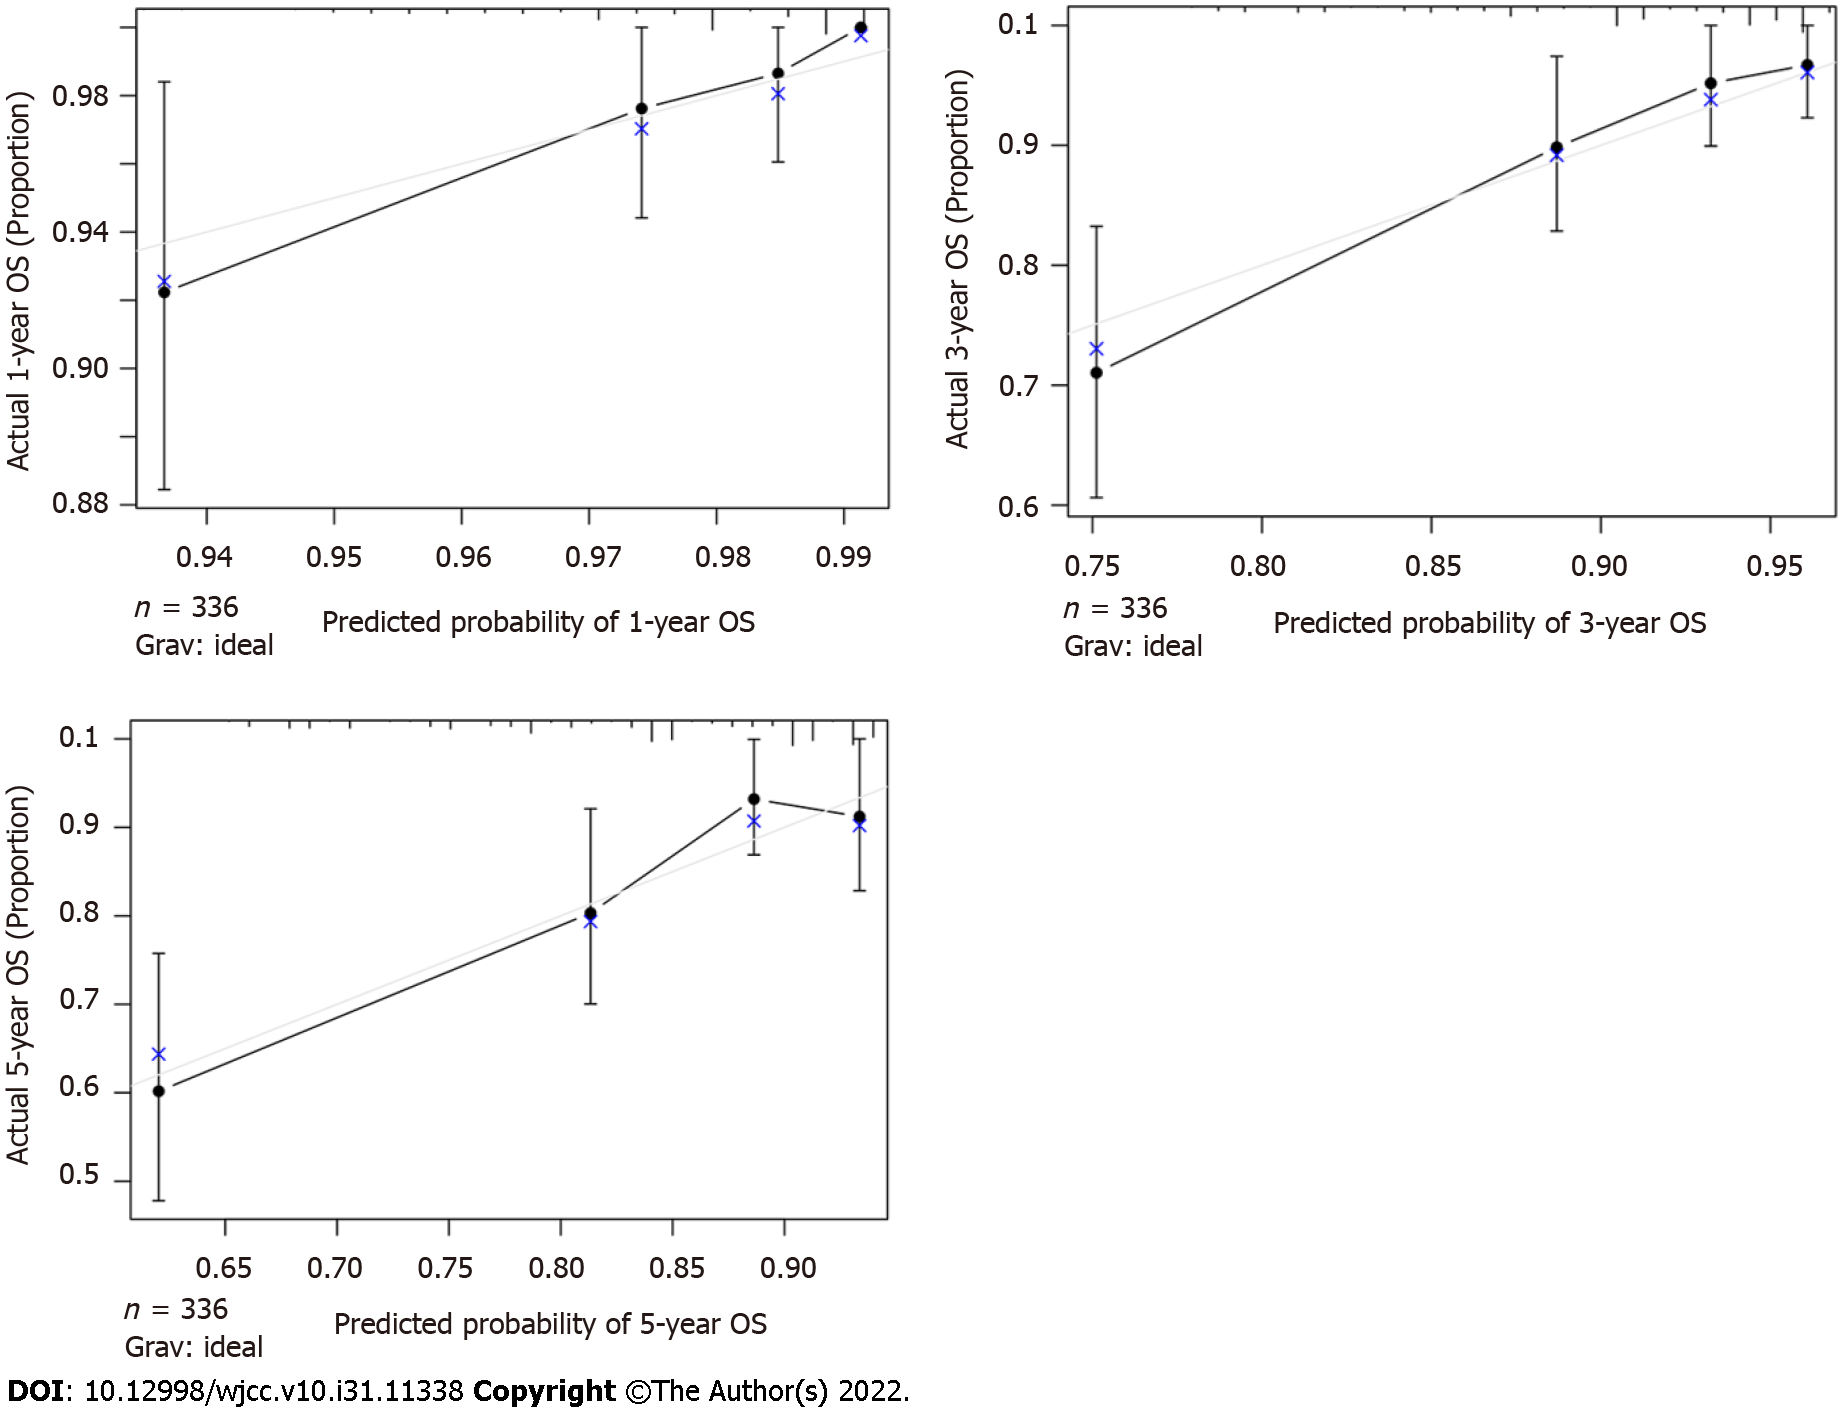 Actual 1-year OS (Proportion)
0.98
0.94
0.90
0.88
0.94 0.95 0.96 0.97 0.98 0.99
n = 336
Grav: ideal
Predicted probability of 1-year OS
Actual 3-year OS (Proportion)
0.1
0.9
0.8
0.7
0.6
0.75 0.80 0.85 0.90 0.95
n = 336
Grav: ideal
Predicted probability of 3-year OS
Actual 5-year OS (Proportion)
0.1
0.9
0.8
0.7
0.6
0.5
0.65 0.70 0.75 0.80 0.85 0.90
n = 336
Grav: ideal
Predicted probability of 5-year OS
DOI: 10.12998/wjcc.v10.i31.11338 Copyright ©The Author(s) 2022.